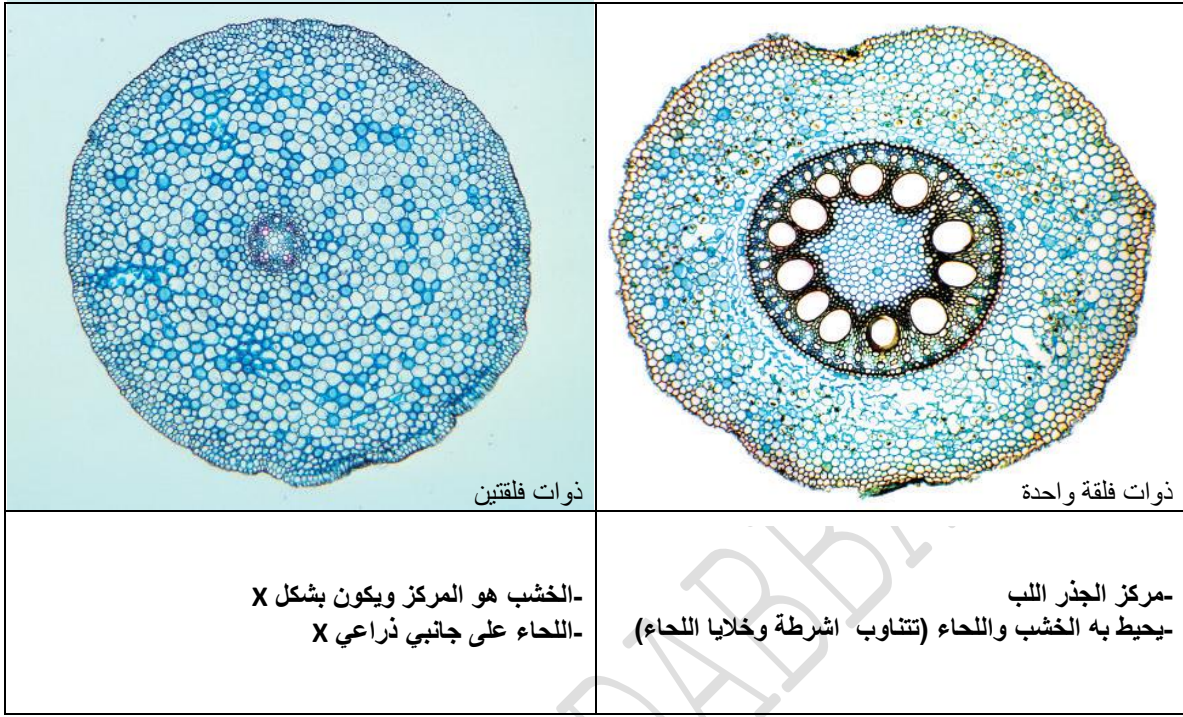 ذوات فلقة واحدة
ذوات فلقتين
-مركز الجذر اللب
-يحيط به الخشب واللحاء (تتناوب اشرطة وخلايا اللحاء)
-الخشب هو المركز ويكون بشكل X
-اللحاء على جانبي ذراعي X